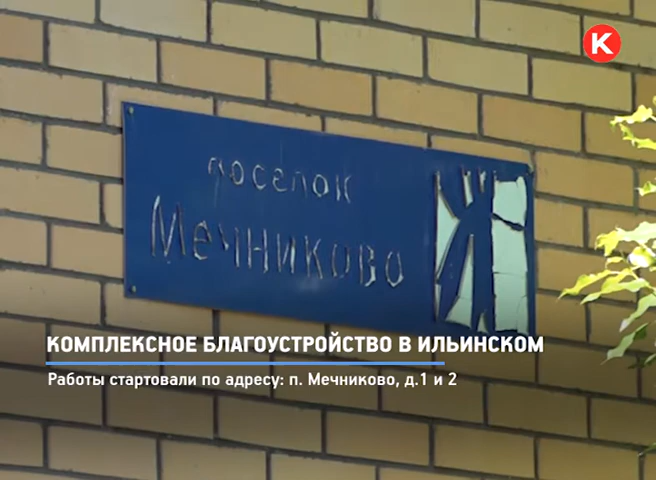 K
поселок
Мечниково
КОМПЛЕКСНОЕ БЛАГОУСТРОЙСТВО В ИЛЬИНСКОМ
Работы стартовали по адресу: п. Мечниково, д.1 и 2